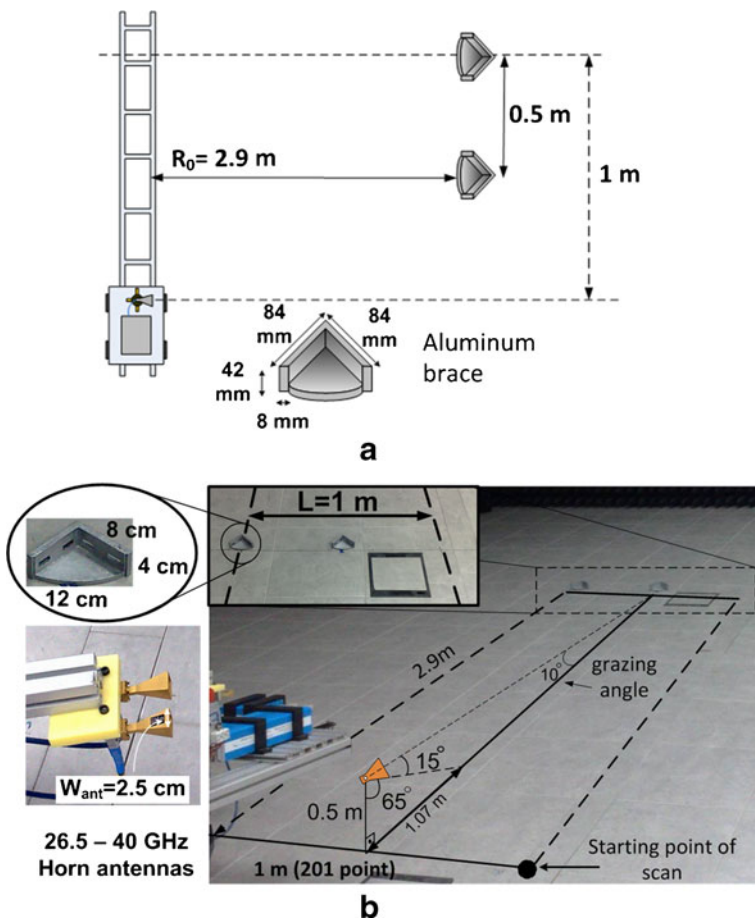 R₀= 2.9 m
0.5 m
1 m
84
mm
84
mm
42
mm
8 mm
Aluminum
brace
a
8 cm
4 cm
12 cm
L=1 m
2.9m
10°
grazing
angle
15°
65°
0.5 m
1.07 m
W_ant=2.5 cm
26.5 – 40 GHz
Horn antennas
1 m (201 point)
Starting point of
scan
b